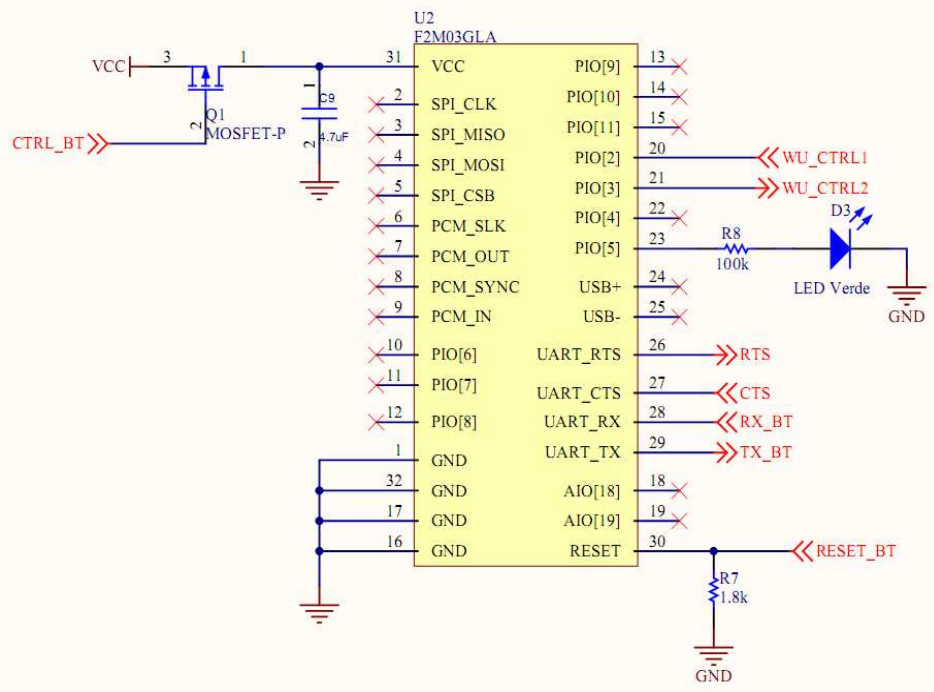 U2
F2M03GLA
VCC
3
1
31
VCC
1
C9
4.7uF
2
Q1
MOSFET-P
2
CTRL_BT
2
SPI_CLK
3
SPI_MISO
4
SPI_MOSI
5
SPI_CSB
6
PCM_SLK
7
PCM_OUT
8
PCM_SYNC
9
PCM_IN
10
PIO[6]
11
PIO[7]
12
PIO[8]
1
GND
32
GND
17
GND
16
GND
PIO[9]
13
PIO[10]
14
PIO[11]
15
PIO[2]
20
WU_CTRL1
PIO[3]
21
WU_CTRL2
PIO[4]
22
PIO[5]
23
R8
100k
D3
LED Verde
GND
USB+
24
USB-
25
UART_RTS
26
RTS
UART_CTS
27
CTS
UART_RX
28
RX_BT
UART_TX
29
TX_BT
AIO[18]
18
AIO[19]
19
RESET
30
RESET_BT
R7
1.8k
GND